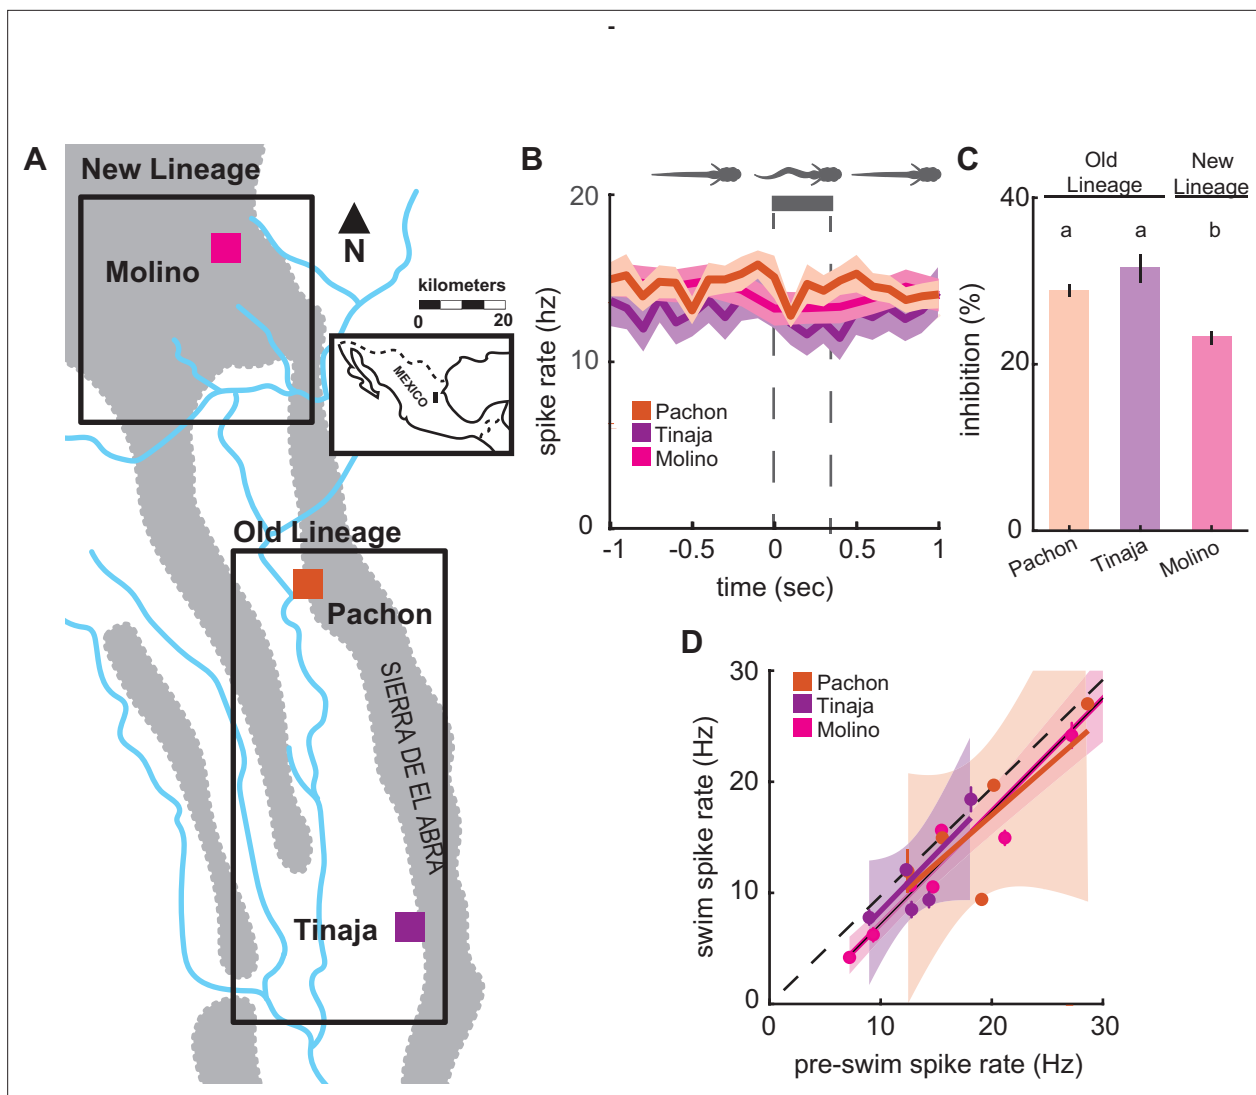 -
A
New Lineage
Molino
N
kilometers
0 20
MEXICO
Old Lineage
Pachon
SIERRA DE EL ABRA
Tinaja
B
20
10
0
spike rate (hz)
Pachon
Tinaja
Molino
-1 -0.5 0 0.5 1
time (sec)
C
Old New
Lineage Lineage
40
a a b
20
0
inhibition (%)
Pachon Tinaja Molino
D
30
20
10
0
swim spike rate (Hz)
Pachon
Tinaja
Molino
0 10 20 30
pre-swim spike rate (Hz)